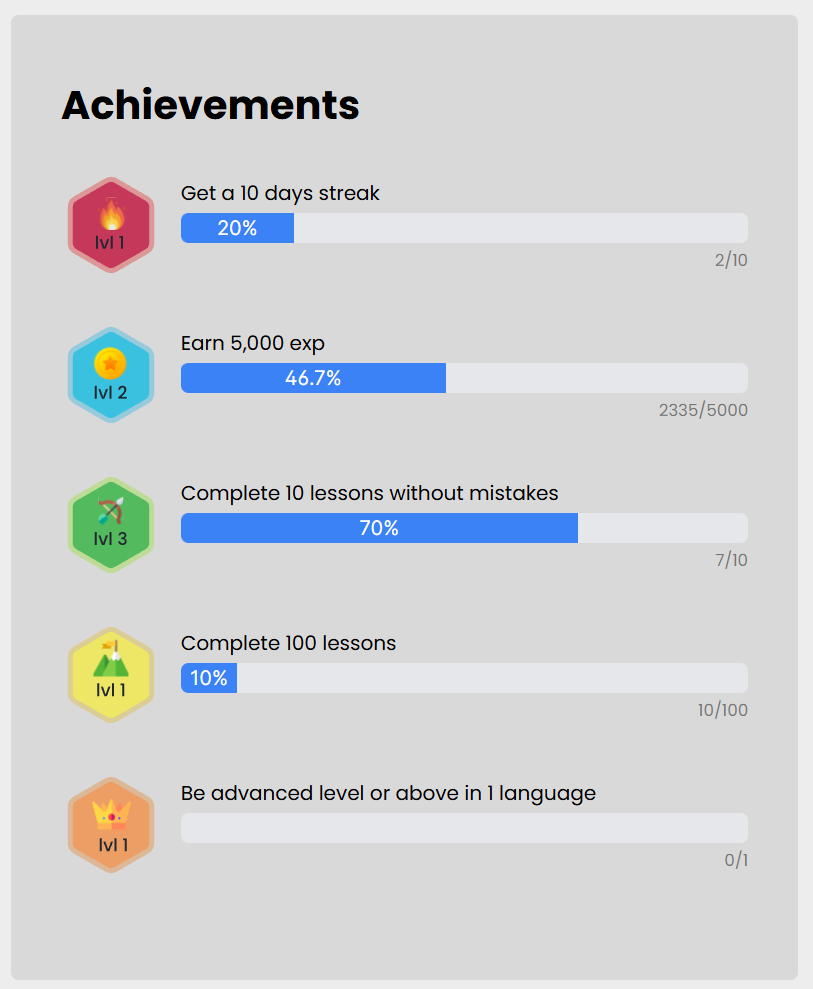 Achievements
Get a 10 days streak
lvl 1
20%
2/10
Earn 5,000 exp
lvl 2
46.7%
2335/5000
Complete 10 lessons without mistakes
lvl 3
70%
7/10
Complete 100 lessons
lvl 1
10%
10/100
Be advanced level or above in 1 language
lvl 1
0/1